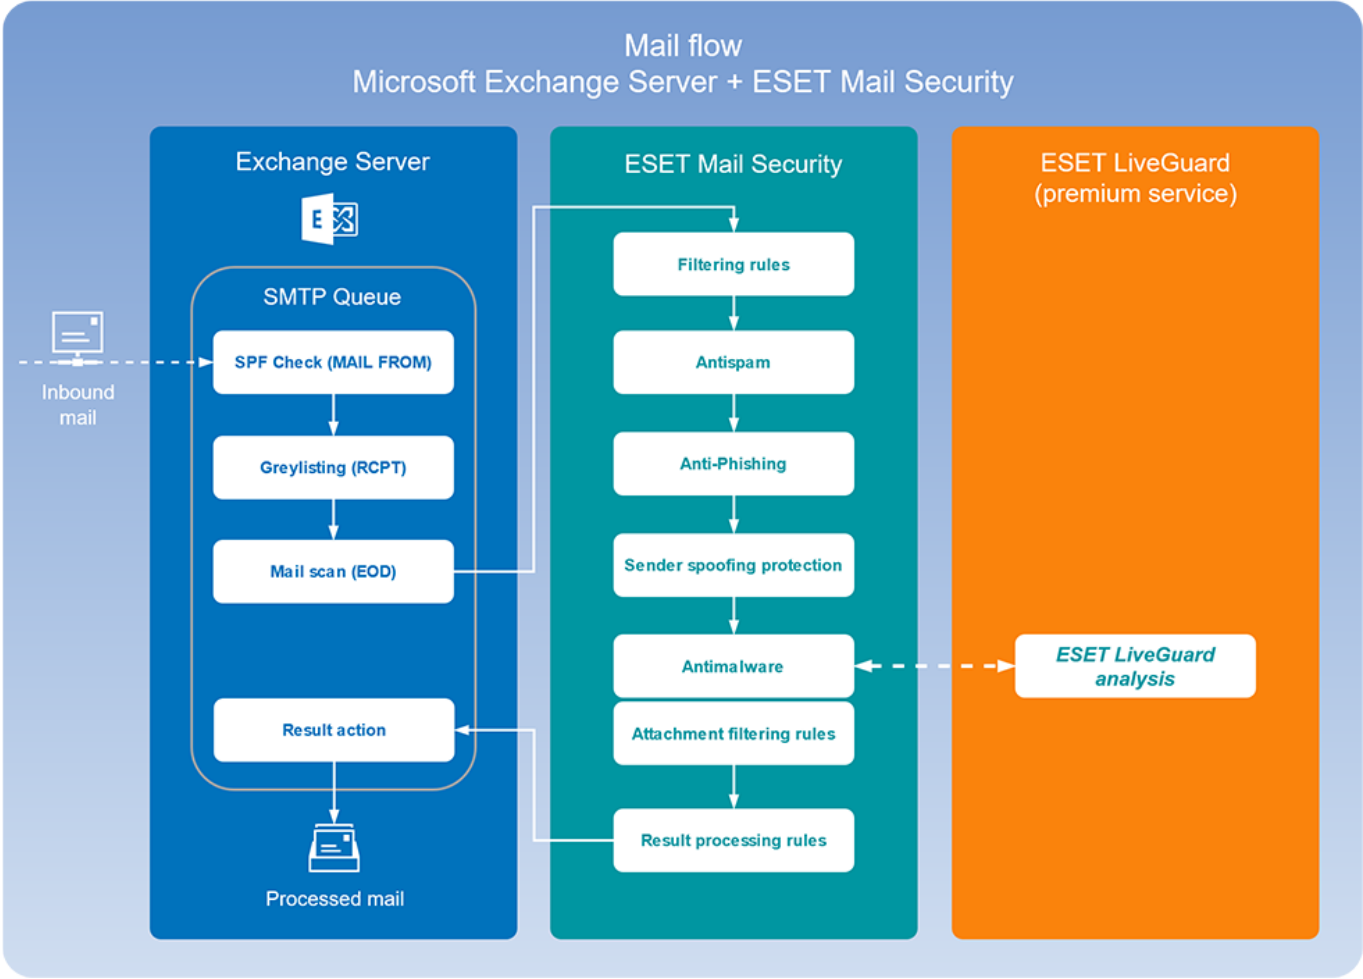 Mail flow
Microsoft Exchange Server + ESET Mail Security
Exchange Server
E
SMTP Queue
Inbound
mail
SPF Check (MAIL FROM)
Greylisting (RCPT)
Mail scan (EOD)
Result action
Processed mail
ESET Mail Security
Filtering rules
Antispam
Anti-Phishing
Sender spoofing protection
Antimalware
Attachment filtering rules
Result processing rules
ESET LiveGuard
(premium service)
ESET LiveGuard
analysis